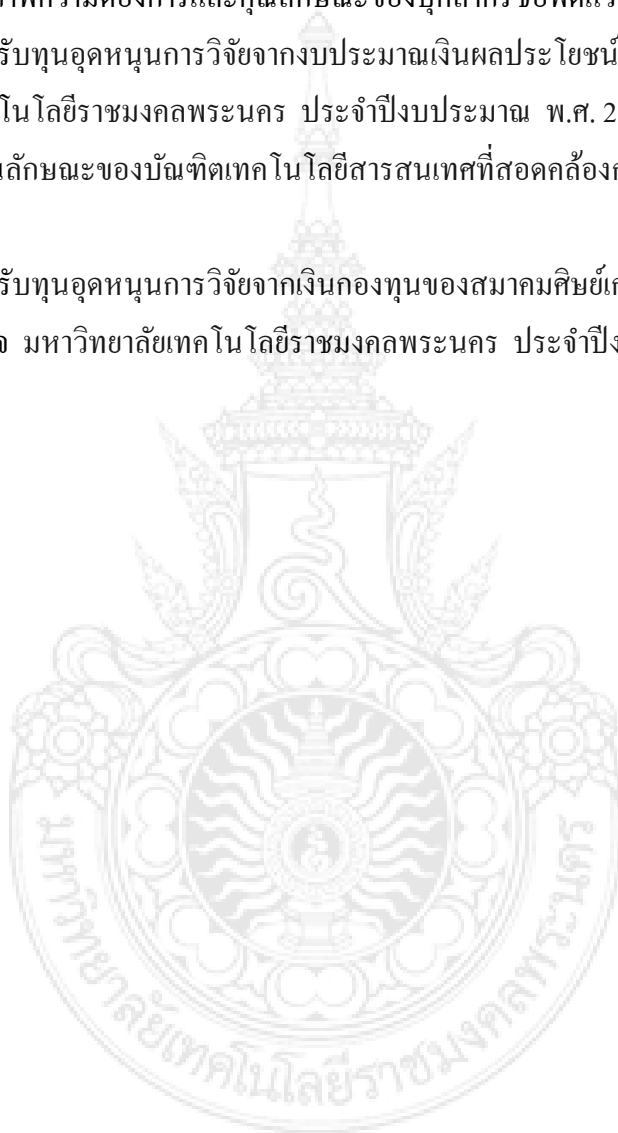 าพความต้องการและคุณลักษณะของบุคลากรซอฟต์แวร
รับทุนอุดหนุนการวิจัยจากงบประมาณเงินผลประโยชน์
โนโลยีราชมงคลพระนคร ประจำปีงบประมาณ พ.ศ. 2
ณลักษณะของบัณฑิตเทคโนโลยีสารสนเทศที่สอดคล้องก
รับทุนอุดหนุนการวิจัยจากเงินกองทุนของสมาคมศิษย์เก
จ มหาวิทยาลัยเทคโนโลยีราชมงคลพระนคร ประจำปีง
มหาวิทยาลัยเทคโนโลยีราชมงคลพระนคร